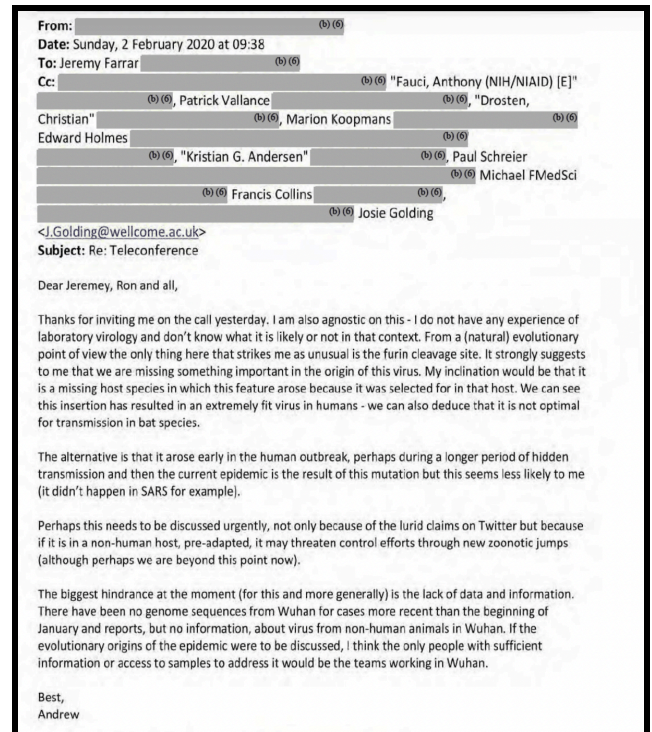 From: (b) (6)
Date: Sunday, 2 February 2020 at 09:38
To: Jeremy Farrar (b) (6)
Cc: (b) (6) "Fauci, Anthony (NIH/NIAID) [E]"
(b) (6), Patrick Vallance (b) (6), "Drosten,
Christian" (b) (6), Marion Koopmans (b) (6)
Edward Holmes (b) (6)
(b) (6), "Kristian G. Andersen" (b) (6), Paul Schreier
(b) (6) Michael FMedSci
(b) (6) Francis Collins (b) (6),
(b) (6) Josie Golding
<J.Golding@wellcome.ac.uk>
Subject: Re: Teleconference
Dear Jeremey, Ron and all,
Thanks for inviting me on the call yesterday. I am also agnostic on this - I do not have any experience of
laboratory virology and don't know what it is likely or not in that context. From a (natural) evolutionary
point of view the only thing here that strikes me as unusual is the furin cleavage site. It strongly suggests
to me that we are missing something important in the origin of this virus. My inclination would be that it
is a missing host species in which this feature arose because it was selected for in that host. We can see
this insertion has resulted in an extremely fit virus in humans - we can also deduce that it is not optimal
for transmission in bat species.
The alternative is that it arose early in the human outbreak, perhaps during a longer period of hidden
transmission and then the current epidemic is the result of this mutation but this seems less likely to me
(it didn't happen in SARS for example).
Perhaps this needs to be discussed urgently, not only because of the lurid claims on Twitter but because
if it is in a non-human host, pre-adapted, it may threaten control efforts through new zoonotic jumps
(although perhaps we are beyond this point now).
The biggest hindrance at the moment (for this and more generally) is the lack of data and information.
There have been no genome sequences from Wuhan for cases more recent than the beginning of
January and reports, but no information, about virus from non-human animals in Wuhan. If the
evolutionary origins of the epidemic were to be discussed, I think the only people with sufficient
information or access to samples to address it would be the teams working in Wuhan.
Best,
Andrew